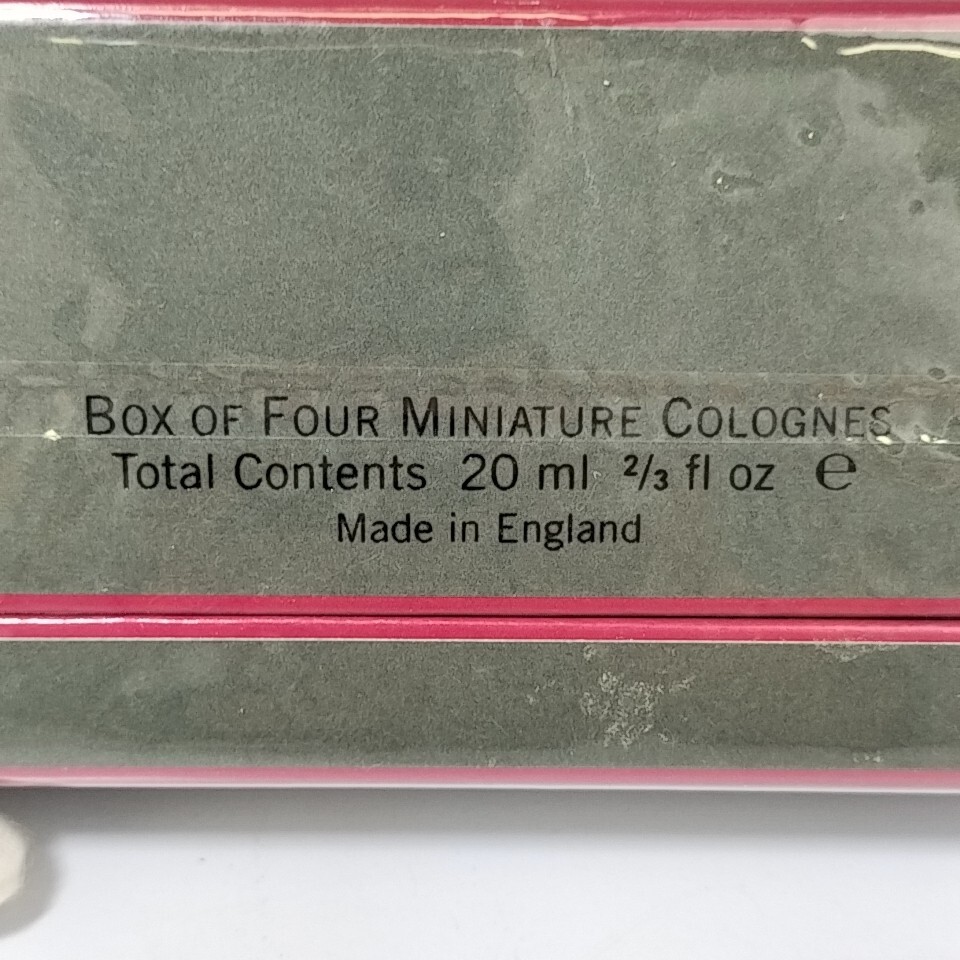 BOX OF FOUR MINIATURE COLOGNES
Total Contents 20 ml ²/₃ fl oz ℮
Made in England